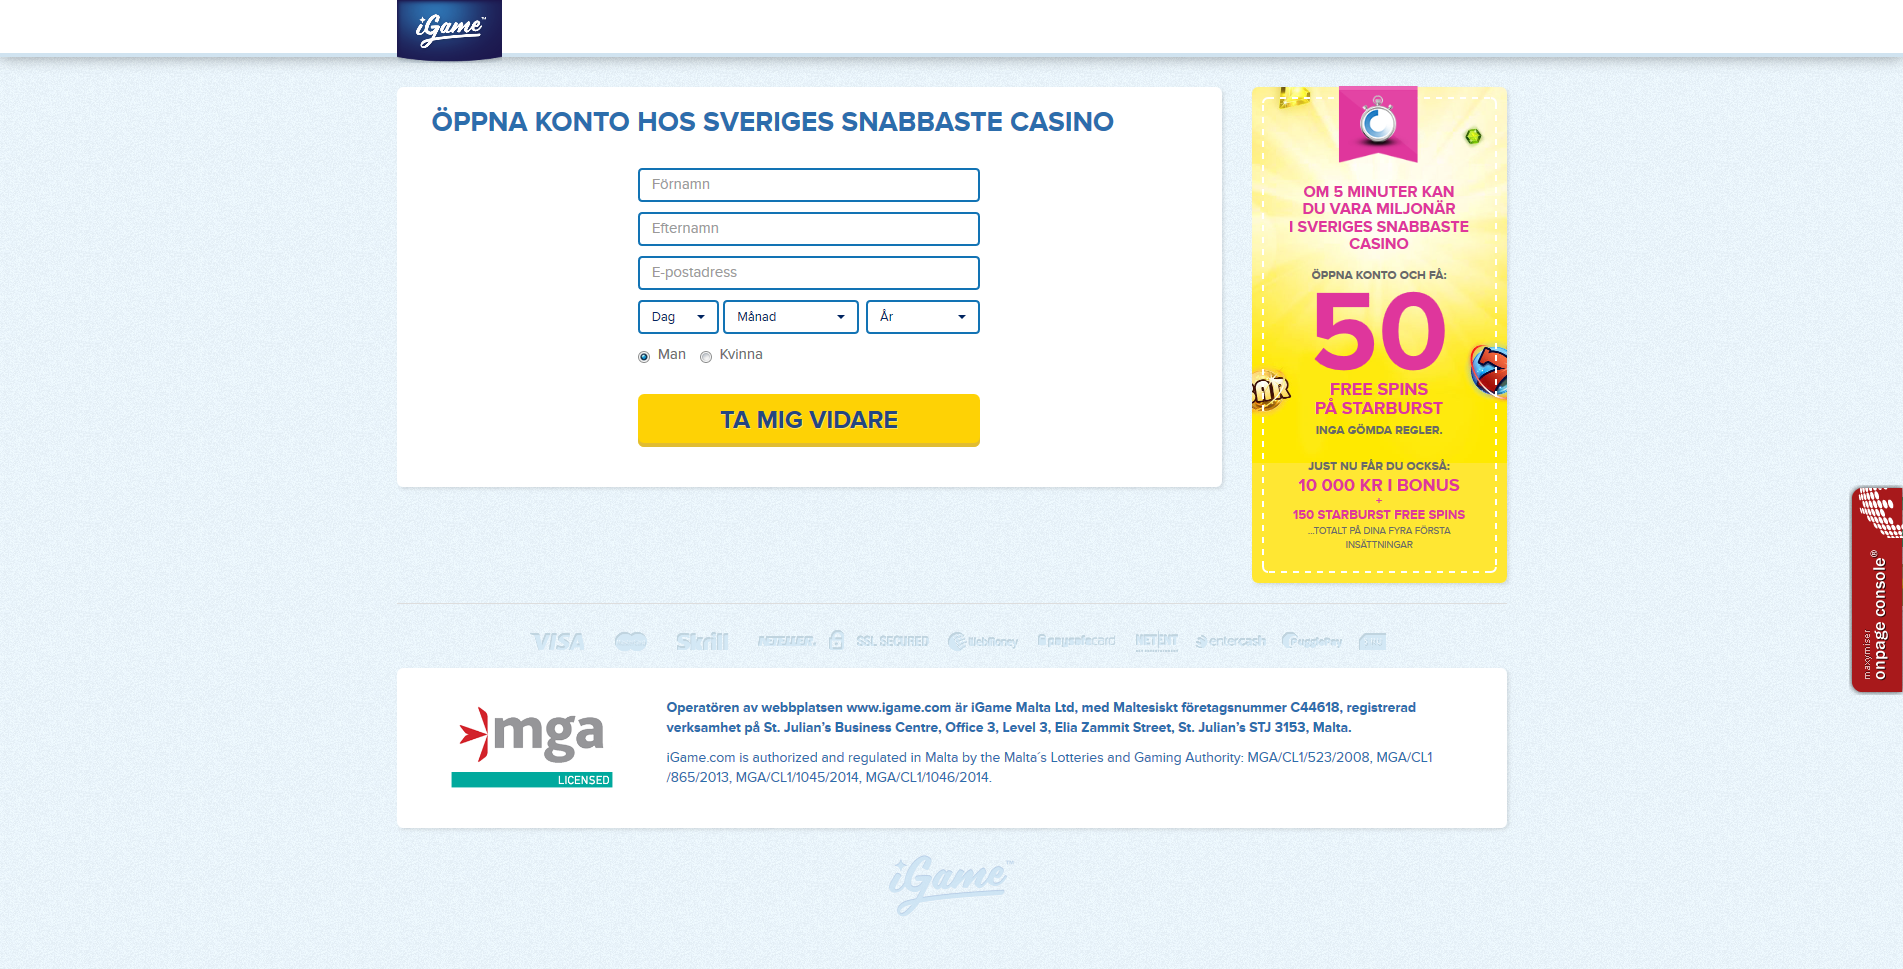 iGame™
ÖPPNA KONTO HOS SVERIGES SNABBASTE CASINO
Förnamn
Efternamn
E-postadress
Dag Månad År
Man Kvinna
TA MIG VIDARE
OM 5 MINUTER KAN
DU VARA MILJONÄR
I SVERIGES SNABBASTE
CASINO
ÖPPNA KONTO OCH FÅ:
50
FREE SPINS
PÅ STARBURST
INGA GÖMDA REGLER.
JUST NU FÅR DU OCKSÅ:
10 000 KR I BONUS
+
150 STARBURST FREE SPINS
...TOTALT PÅ DINA FYRA FÖRSTA
INSÄTTNINGAR
BAR
7
maxymiser
onpage console®
VISA Skrill NETELLER SSL SECURED WebMoney paysafecard NET ENT entercash PugglePay
mga
LICENSED
Operatören av webbplatsen www.igame.com är iGame Malta Ltd, med Maltesiskt företagsnummer C44618, registrerad
verksamhet på St. Julian’s Business Centre, Office 3, Level 3, Elia Zammit Street, St. Julian’s STJ 3153, Malta.
iGame.com is authorized and regulated in Malta by the Malta´s Lotteries and Gaming Authority: MGA/CL1/523/2008, MGA/CL1
/865/2013, MGA/CL1/1045/2014, MGA/CL1/1046/2014.
iGame™